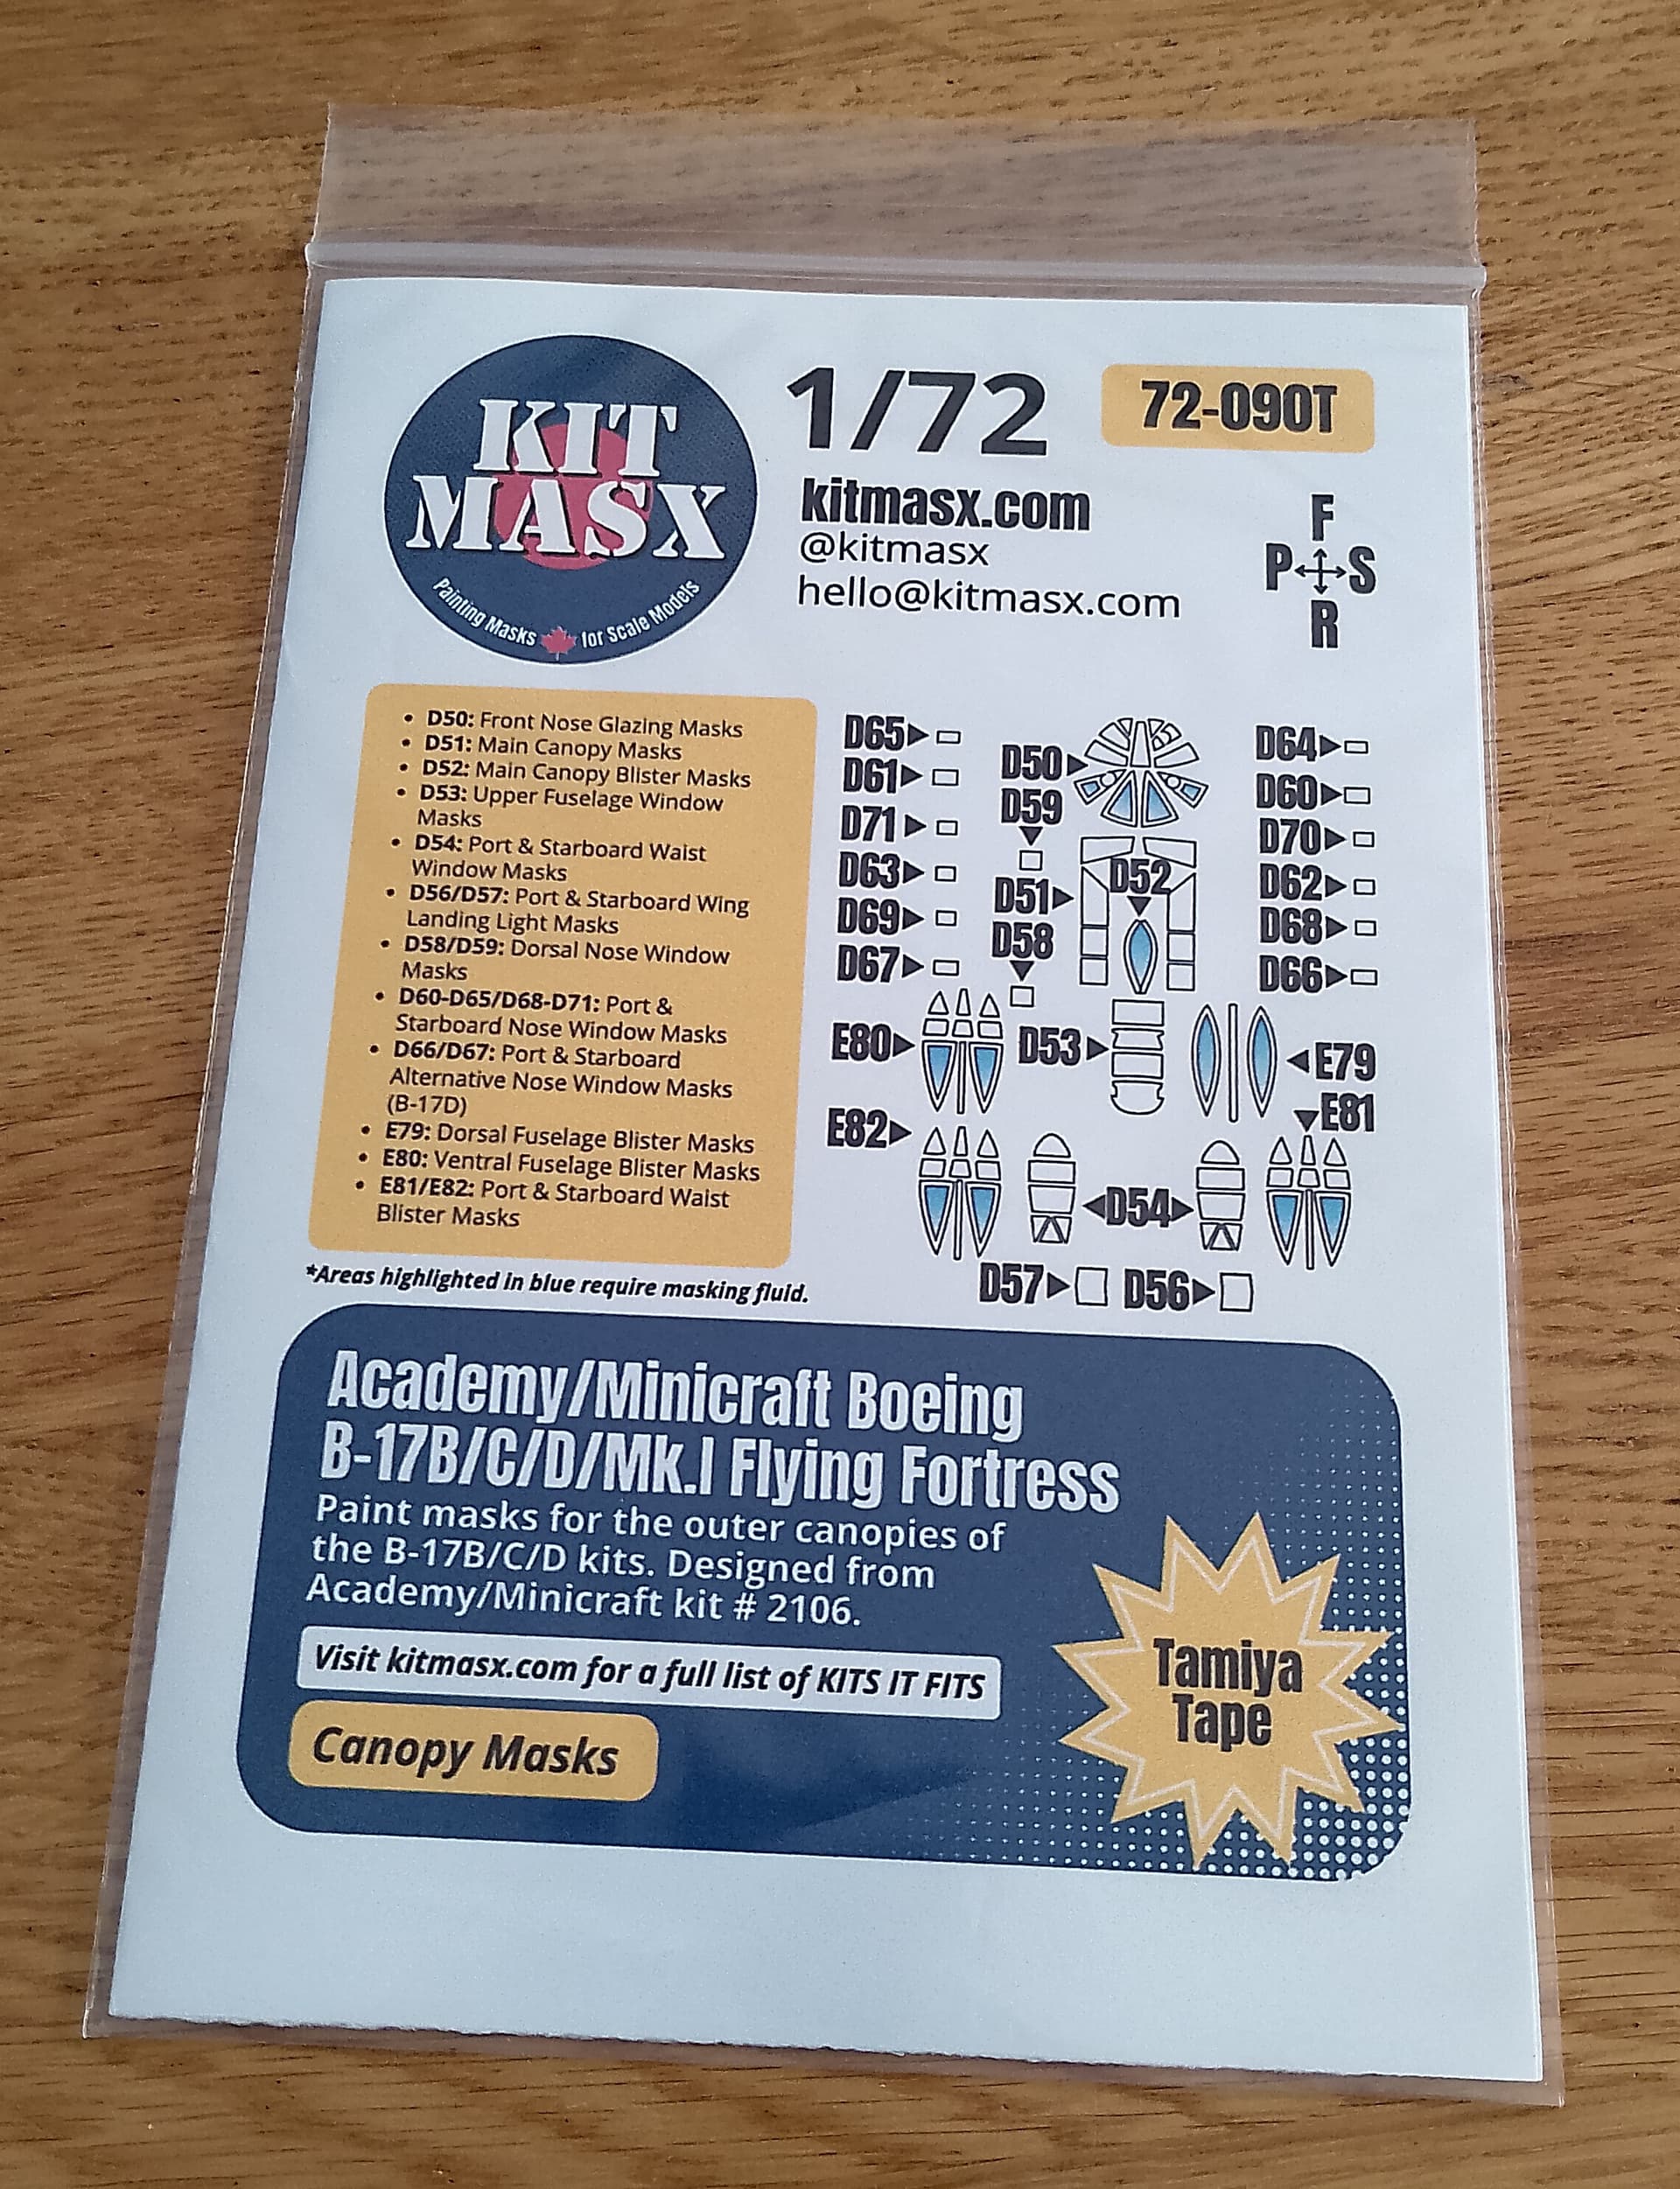 KIT
MASX
Painting Masks for Scale Models
1/72
72-090T
kitmasx.com
@kitmasx
hello@kitmasx.com
F
P S
R
• D50: Front Nose Glazing Masks
• D51: Main Canopy Masks
• D52: Main Canopy Blister Masks
• D53: Upper Fuselage Window
Masks
• D54: Port & Starboard Waist
Window Masks
• D56/D57: Port & Starboard Wing
Landing Light Masks
• D58/D59: Dorsal Nose Window
Masks
• D60-D65/D68-D71: Port &
Starboard Nose Window Masks
• D66/D67: Port & Starboard
Alternative Nose Window Masks
(B-17D)
• E79: Dorsal Fuselage Blister Masks
• E80: Ventral Fuselage Blister Masks
• E81/E82: Port & Starboard Waist
Blister Masks
*Areas highlighted in blue require masking fluid.
D65
D61
D71
D63
D69
D67
D50
D59
D51
D52
D58
D64
D60
D70
D62
D68
D66
E80
D53
E79
E81
E82
D54
D57
D56
Academy/Minicraft Boeing
B-17B/C/D/Mk.I Flying Fortress
Paint masks for the outer canopies of
the B-17B/C/D kits. Designed from
Academy/Minicraft kit # 2106.
Visit kitmasx.com for a full list of KITS IT FITS
Canopy Masks
Tamiya
Tape